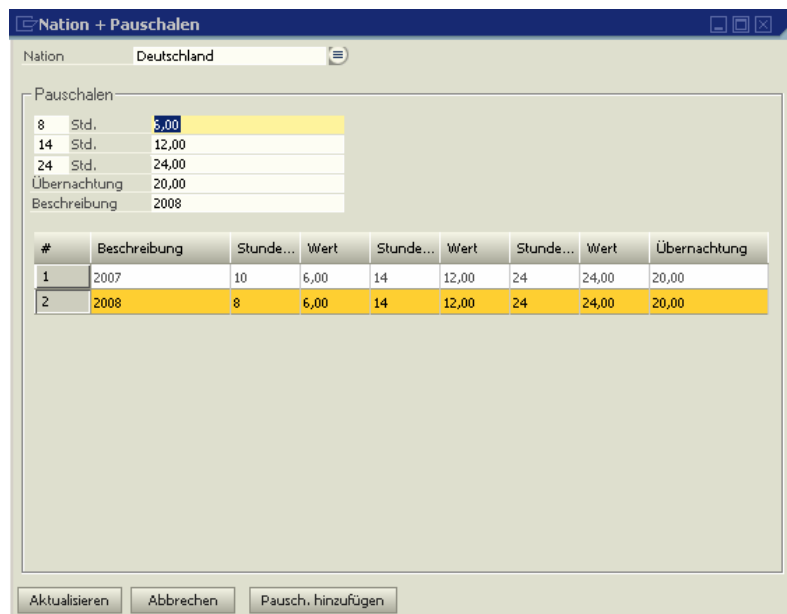 Nation + Pauschalen
Nation Deutschland
Pauschalen
8 Std. 6,00
14 Std. 12,00
24 Std. 24,00
Übernachtung 20,00
Beschreibung 2008
# Beschreibung Stunde... Wert Stunde... Wert Stunde... Wert Übernachtung
1 2007 10 6,00 14 12,00 24 24,00 20,00
2 2008 8 6,00 14 12,00 24 24,00 20,00
Aktualisieren Abbrechen Pausch. hinzufügen